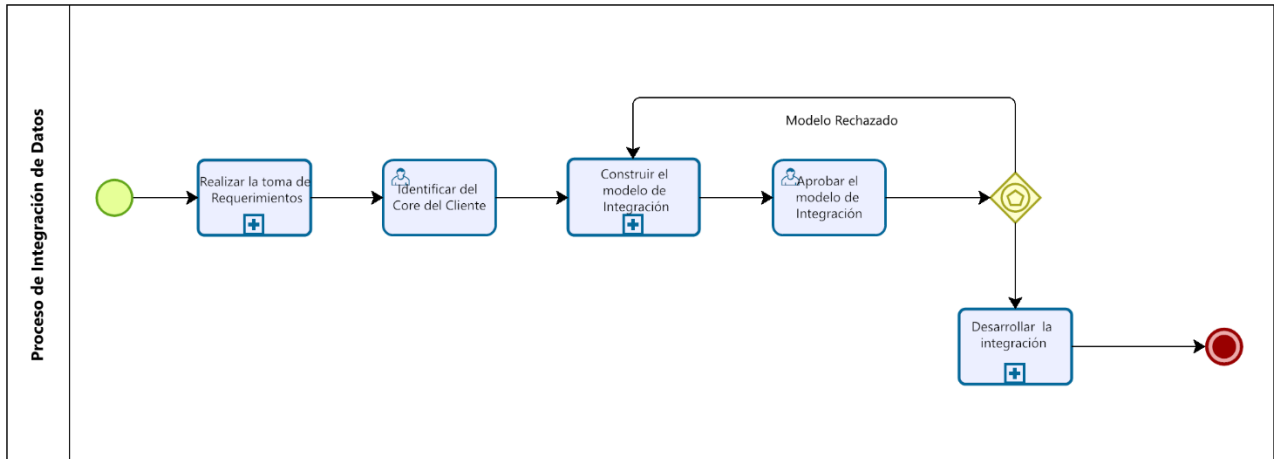 Proceso de Integración de Datos
Modelo Rechazado
Realizar la toma de
Requerimientos
Identificar del
Core del Cliente
Construir el
modelo de
Integración
Aprobar el
modelo de
Integración
Desarrollar la
integración